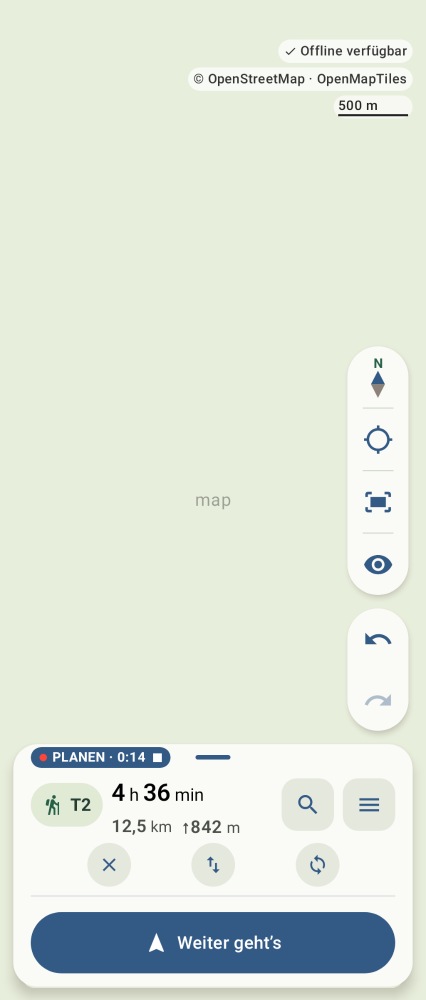 ✓ Offline verfügbar
© OpenStreetMap · OpenMapTiles
500 m
N
map
PLANEN · 0:14
T2
4 h 36 min
12,5 km ↑842 m
Weiter geht’s